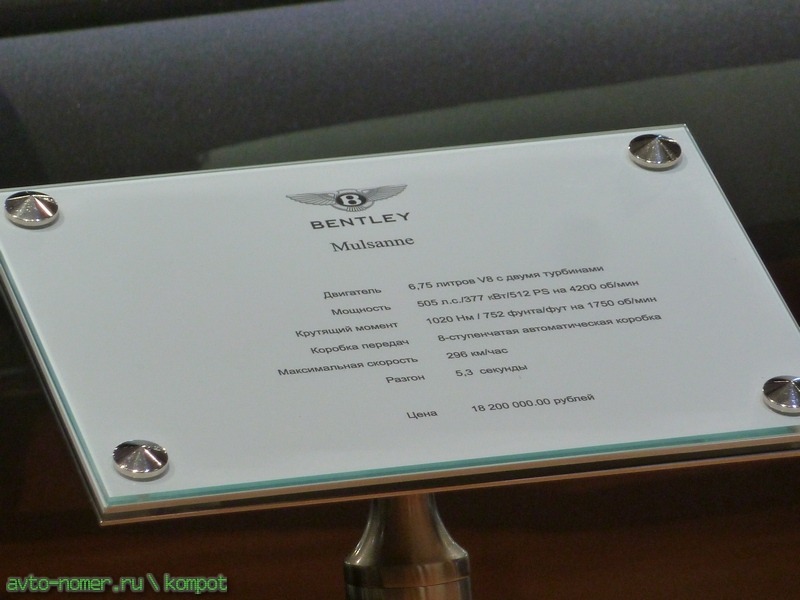 B
BENTLEY
Mulsanne
Двигатель 6,75 литров V8 с двумя турбинами
Мощность 505 л.с./377 кВт/512 PS на 4200 об/мин
Крутящий момент 1020 Нм / 752 фунта/фут на 1750 об/мин
Коробка передач 8-ступенчатая автоматическая коробка
Максимальная скорость 296 км/час
Разгон 5,3 секунды
Цена 18 200 000.00 рублей
avto-nomer.ru\kompot